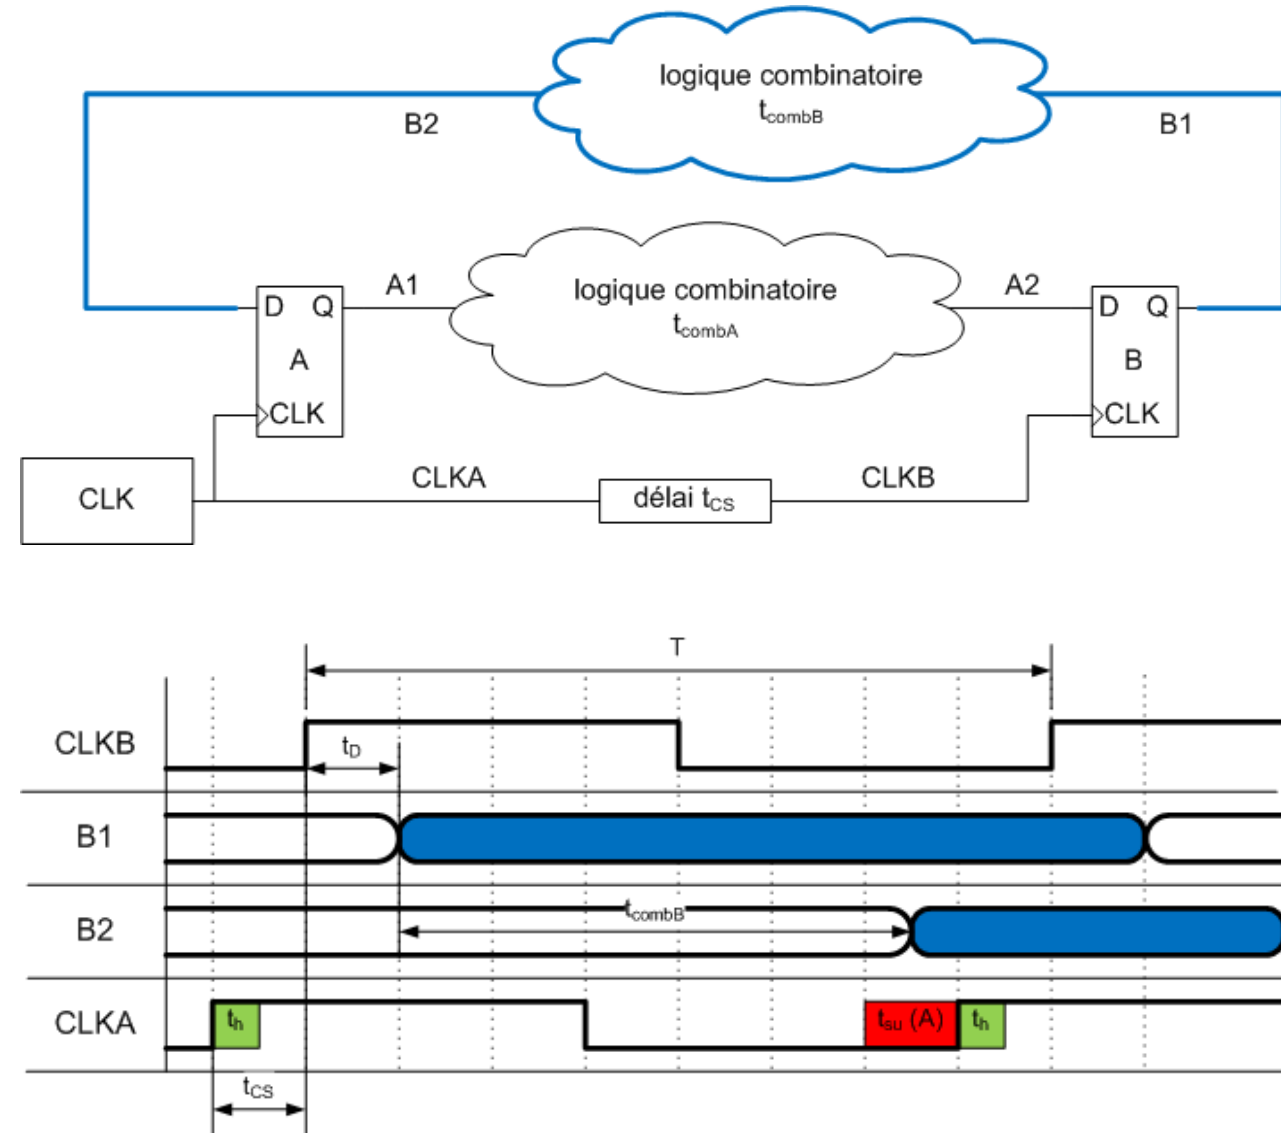 logique combinatoire
tcombB
B2
B1
logique combinatoire
tcombA
A1
A2
D Q
A
CLK
D Q
B
CLK
CLK
CLKA
délai tCS
CLKB
T
CLKB
tD
B1
B2
tcombB
CLKA
th
tsu (A)
th
tCS